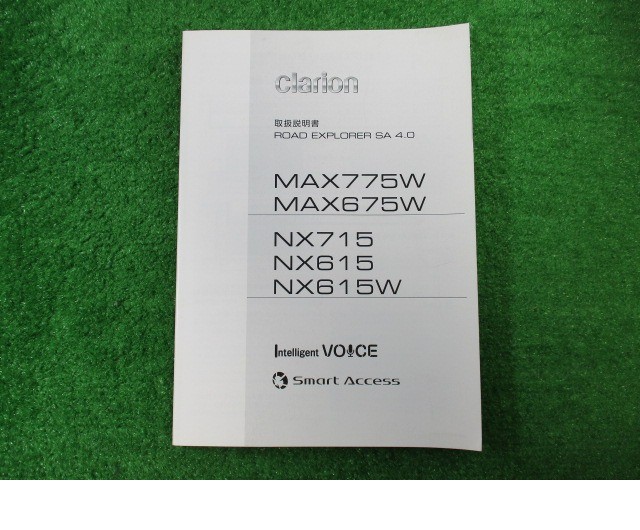 clarion
取扱説明書
ROAD EXPLORER SA 4.0
MAX775W
MAX675W
NX715
NX615
NX615W
Intelligent VOICE
Smart Access